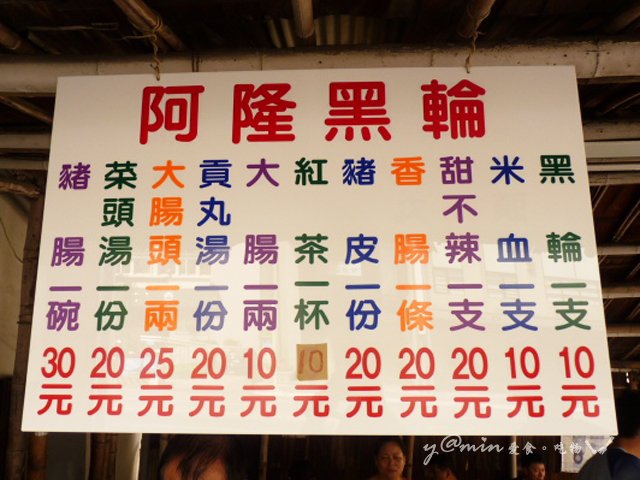 阿隆黑輪
黑輪一支10元
米血一支10元
甜不辣一支20元
香腸一條20元
豬皮一份20元
紅茶一杯10元
大腸一兩10元
貢丸湯一份20元
大腸頭一兩25元
菜頭湯一份20元
豬腸一碗30元
y@min 愛食。吃物